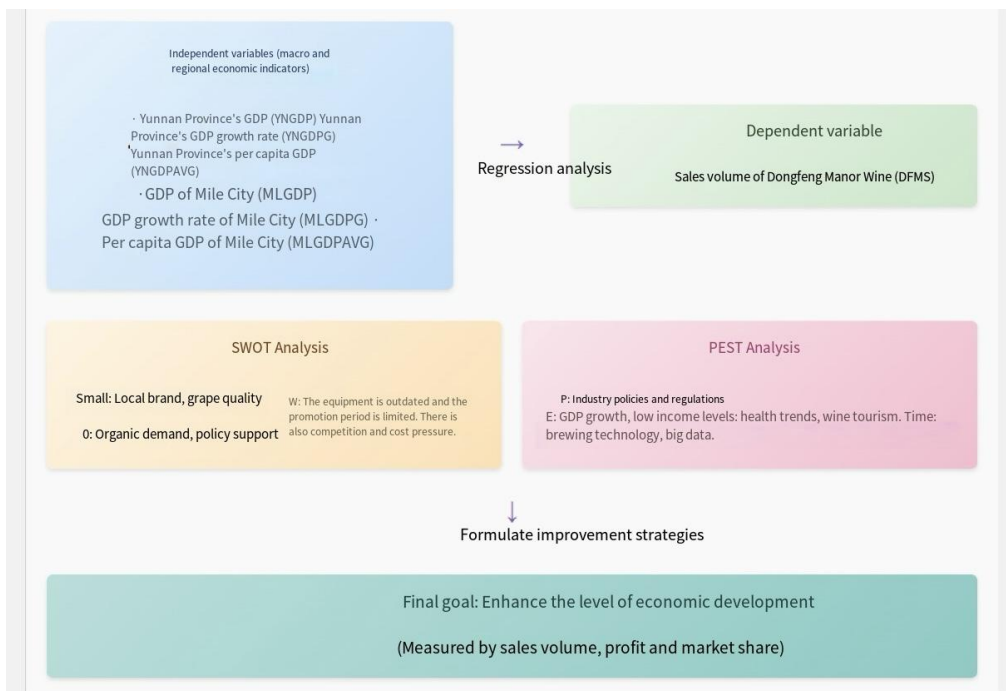 Independent variables (macro and
regional economic indicators)
· Yunnan Province's GDP (YNGDP) Yunnan
Province's GDP growth rate (YNGDPG)
Yunnan Province's per capita GDP
(YNGDPAVG)
· GDP of Mile City (MLGDP)
GDP growth rate of Mile City (MLGDPG) ·
Per capita GDP of Mile City (MLGDPAVG)
→
Regression analysis
Dependent variable
Sales volume of Dongfeng Manor Wine (DFMS)
SWOT Analysis
Small: Local brand, grape quality
0: Organic demand, policy support
W: The equipment is outdated and the
promotion period is limited. There is
also competition and cost pressure.
PEST Analysis
P: Industry policies and regulations
E: GDP growth, low income levels: health trends, wine tourism. Time:
brewing technology, big data.
↓
Formulate improvement strategies
Final goal: Enhance the level of economic development
(Measured by sales volume, profit and market share)